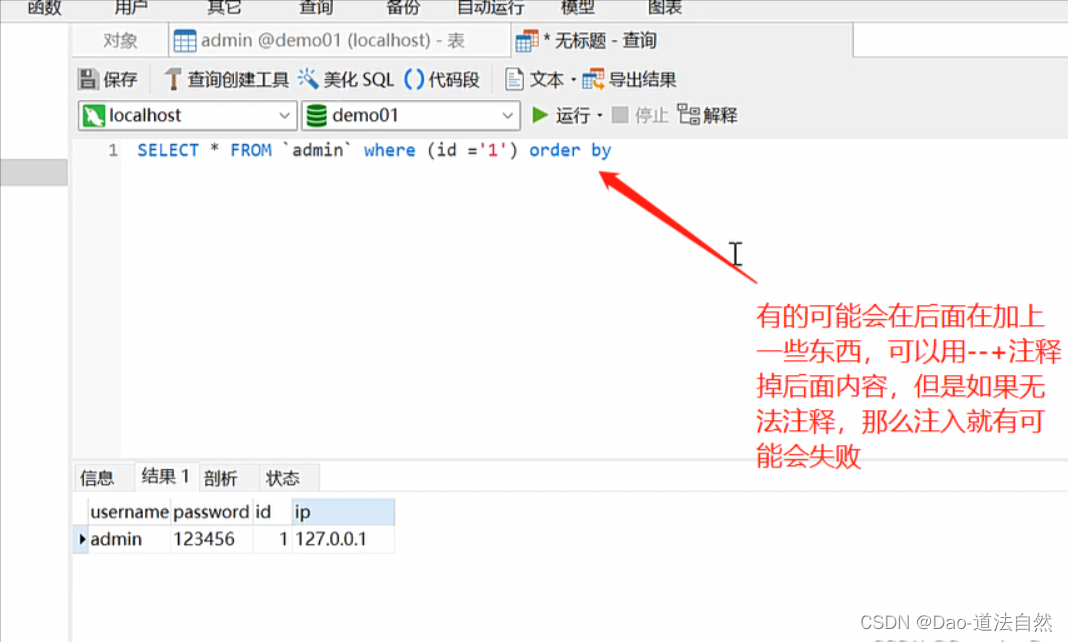 函数 用户 其它 查询 备份 自动运行 模型 图表
对象 admin @demo01 (localhost) - 表 * 无标题 - 查询
保存 查询创建工具 美化 SQL () 代码段 文本 · 导出结果
localhost demo01 运行 · 停止 解释
1 SELECT * FROM `admin` where (id ='1') order by
有的可能会在后面在加上
一些东西，可以用--+注释
掉后面内容，但是如果无
法注释，那么注入就有可
能会失败
信息 结果 1 剖析 状态
username password id ip
admin 123456 1 127.0.0.1
CSDN @Dao-道法自然